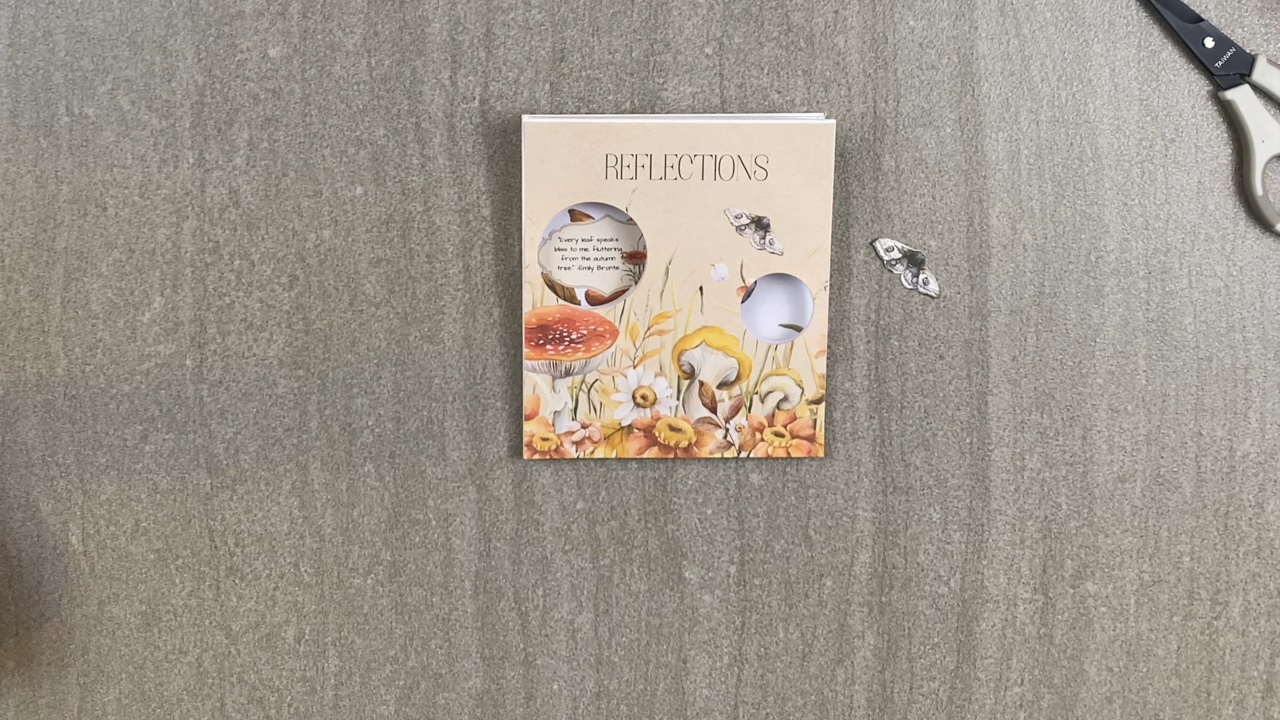 REFLECTIONS
"Every leaf speaks
bliss to me, fluttering
from the autumn
tree." -Emily Bronte
TAIWAN